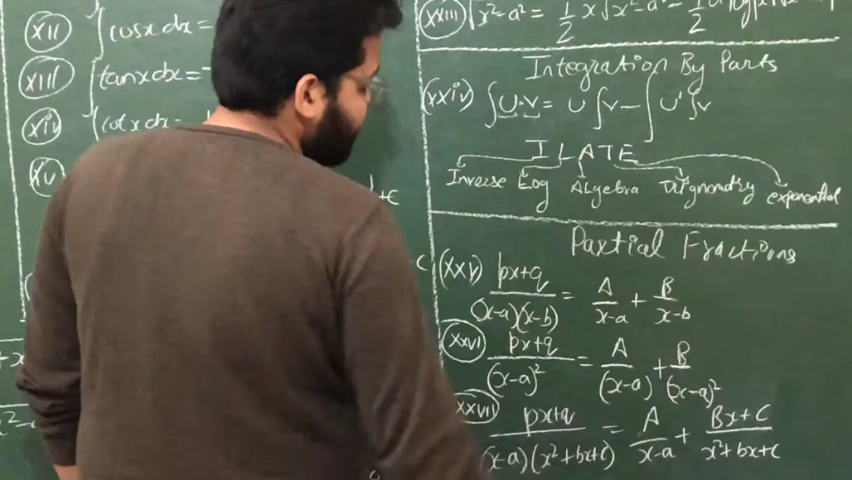 (xii) ∫cosx dx =
(xiii) ∫tanx dx =
(xiv) ∫cotx dx =
(xv)
+c
(xxiii) √x²-a² = 1/2 x√x²-a² - 1/2
Integration By Parts
(xxiv) ∫U.V = U ∫V - ∫U' ∫V
ILATE
Inverse Log ALgebra Trignomdry exponential
Partial Fractions
(xxv) px+q / (x-a)(x-b) = A / x-a + B / x-b
(xxvi) px+q / (x-a)² = A / (x-a) + B / (x-a)²
(xxvii) px+q / (x-a)(x²+bx+c) = A / x-a + Bx+C / x²+bx+c